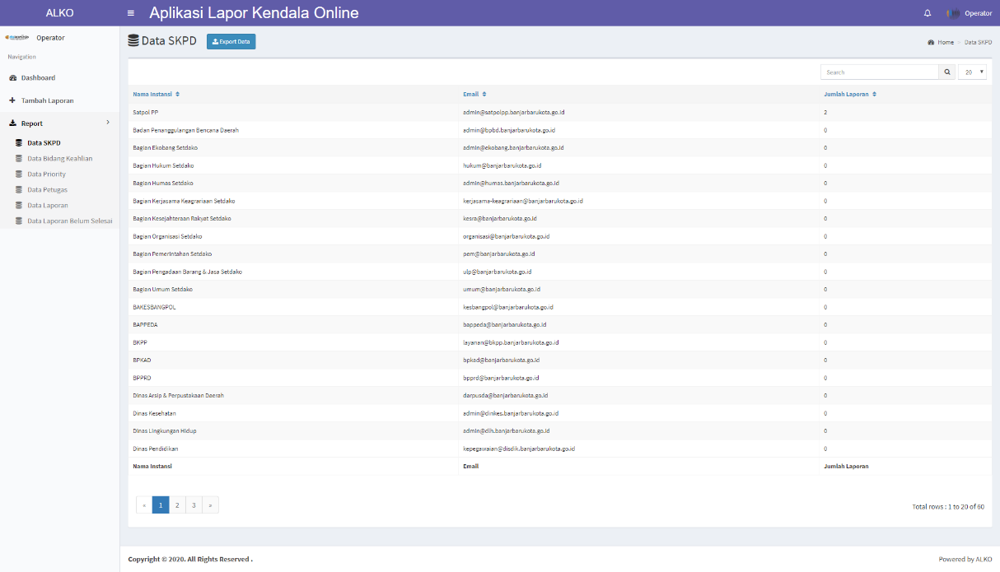 ALKO
Aplikasi Lapor Kendala Online
Operator
Operator
Navigation
Dashboard
Tambah Laporan
Report
Data SKPD
Data Bidang Keahlian
Data Priority
Data Petugas
Data Laporan
Data Laporan Belum Selesai
Data SKPD
Export Data
Home > Data SKPD
Search
20
Nama Instansi Email Jumlah Laporan
Satpol PP admin@satpolpp.banjarbarukota.go.id 2
Badan Penanggulangan Bencana Daerah admin@bpbd.banjarbarukota.go.id 0
Bagian Ekobang Setdako admin@ekobang.banjarbarukota.go.id 0
Bagian Hukum Setdako hukum@banjarbarukota.go.id 0
Bagian Humas Setdako admin@humas.banjarbarukota.go.id 0
Bagian Kerjasama Keagrariaan Setdako kerjasama-keagrariaan@banjarbarukota.go.id 0
Bagian Kesejahteraan Rakyat Setdako kesra@banjarbarukota.go.id 0
Bagian Organisasi Setdako organisasi@banjarbarukota.go.id 0
Bagian Pemerintahan Setdako pem@banjarbarukota.go.id 0
Bagian Pengadaan Barang & Jasa Setdako ulp@banjarbarukota.go.id 0
Bagian Umum Setdako umum@banjarbarukota.go.id 0
BAKESBANGPOL kesbangpol@banjarbarukota.go.id 0
BAPPEDA bappeda@banjarbarukota.go.id 0
BKPP layanan@bkpp.banjarbarukota.go.id 0
BPKAD bpkad@banjarbarukota.go.id 0
BPPRD bpprd@banjarbarukota.go.id 0
Dinas Arsip & Perpustakaan Daerah darpusda@banjarbarukota.go.id 0
Dinas Kesehatan admin@dinkes.banjarbarukota.go.id 0
Dinas Lingkungan Hidup admin@dlh.banjarbarukota.go.id 0
Dinas Pendidikan kepegawaian@disdik.banjarbarukota.go.id 0
Nama Instansi Email Jumlah Laporan
« 1 2 3 »
Total rows : 1 to 20 of 60
Copyright © 2020. All Rights Reserved .
Powered by ALKO